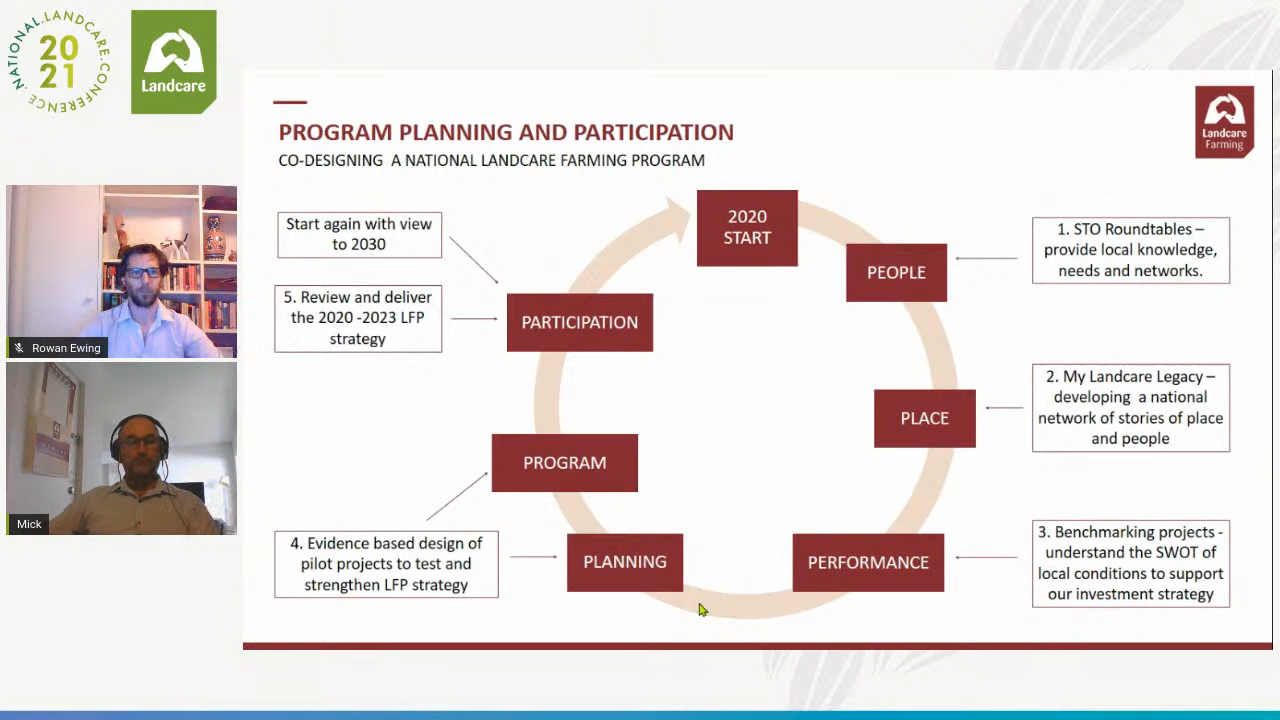 NATIONAL.LANDCARE.CONFERENCE.
20
21
Landcare
PROGRAM PLANNING AND PARTICIPATION
CO-DESIGNING A NATIONAL LANDCARE FARMING PROGRAM
Landcare
Farming
2020
START
PEOPLE
1. STO Roundtables –
provide local knowledge,
needs and networks.
PLACE
2. My Landcare Legacy –
developing a national
network of stories of place
and people
PERFORMANCE
3. Benchmarking projects -
understand the SWOT of
local conditions to support
our investment strategy
PLANNING
PROGRAM
4. Evidence based design of
pilot projects to test and
strengthen LFP strategy
PARTICIPATION
5. Review and deliver
the 2020 -2023 LFP
strategy
Start again with view
to 2030
Rowan Ewing
Mick